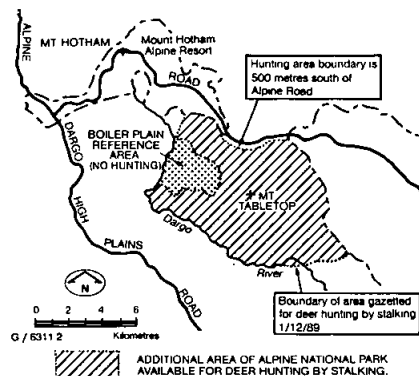 ALPINE
MT HOTHAM
Mount Hotham
Alpine Resort
ROAD
Hunting area boundary is
500 metres south of
Alpine Road
BOILER PLAIN
REFERENCE
AREA
(NO HUNTING)
DARGO
HIGH
PLAINS
ROAD
MT
TABLETOP
Dargo
River
Boundary of area gazetted
for deer hunting by stalking
1/12/89
N
0 2 4 6 8
G / 6311 2 Kilometres
ADDITIONAL AREA OF ALPINE NATIONAL PARK
AVAILABLE FOR DEER HUNTING BY STALKING.